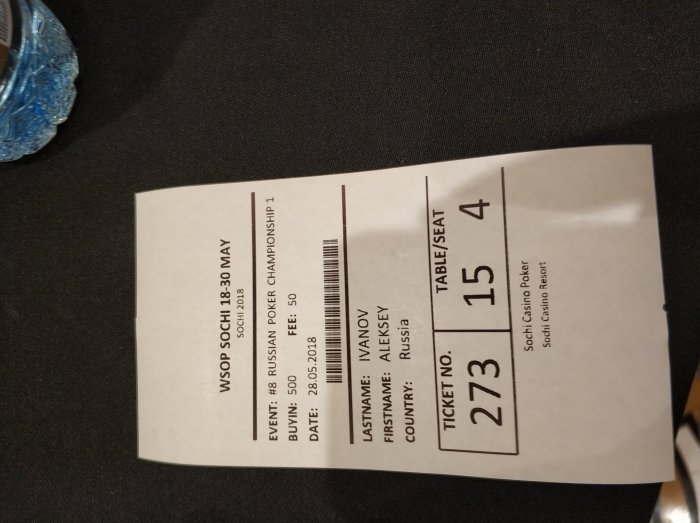 WSOP SOCHI 18-30 MAY
SOCHI 2018
EVENT: #8 RUSSIAN POKER CHAMPIONSHIP 1
BUYIN: 500 FEE: 50
DATE: 28.05.2018
LASTNAME: IVANOV
FIRSTNAME: ALEKSEY
COUNTRY: Russia
TICKET NO. TABLE/SEAT
273 15 4
Sochi Casino Poker
Sochi Casino Resort